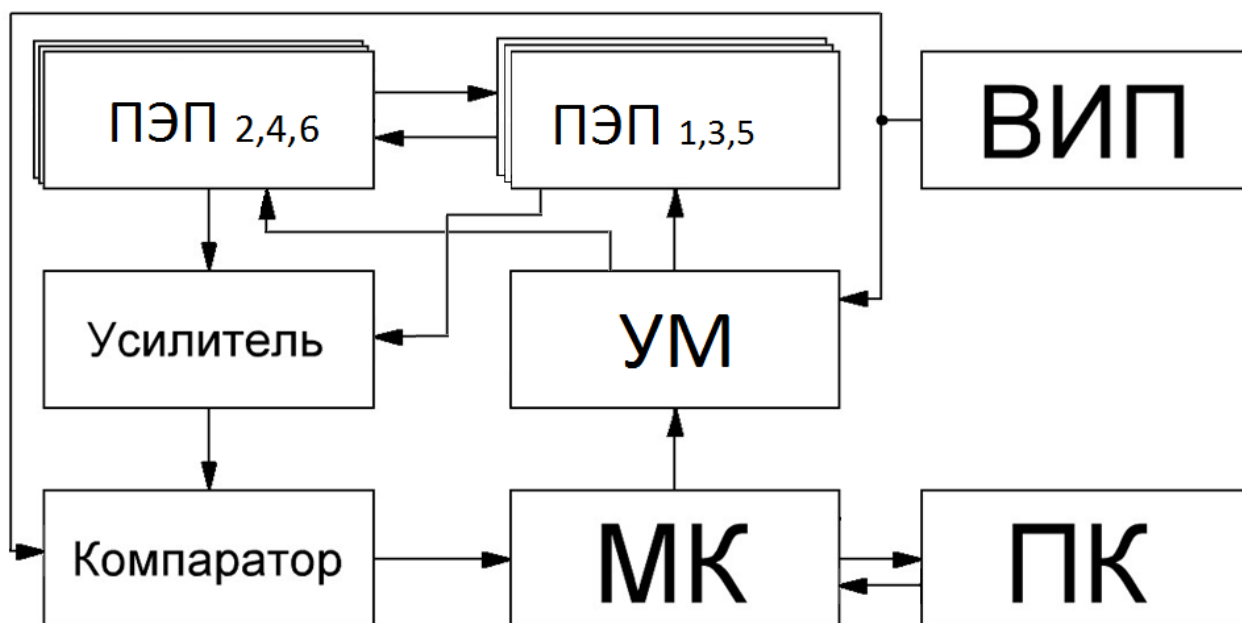 ПЭП 2,4,6
ПЭП 1,3,5
ВИП
Усилитель
УМ
Компаратор
МК
ПК